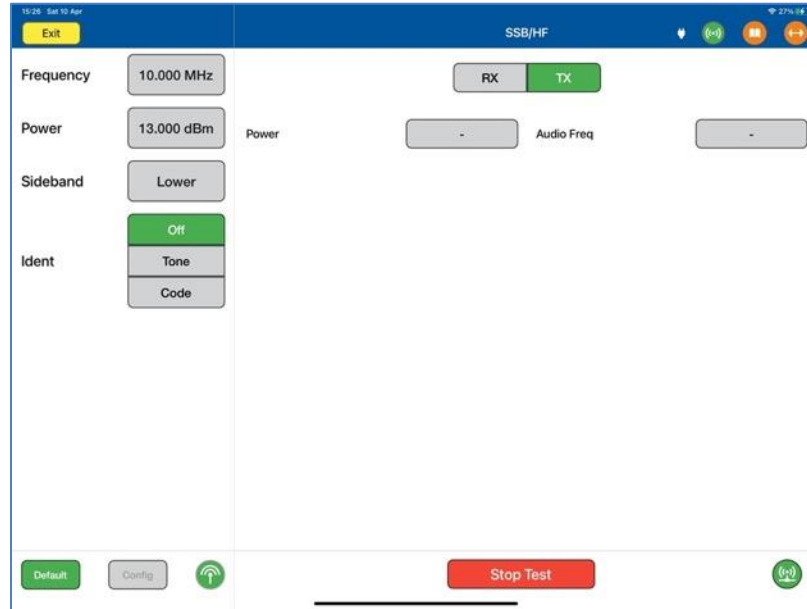 15:26 Sat 10 Apr
27%
Exit
SSB/HF
Frequency
10.000 MHz
RX
TX
Power
13.000 dBm
Power
-
Audio Freq
-
Sideband
Lower
Ident
Off
Tone
Code
Default
Config
Stop Test